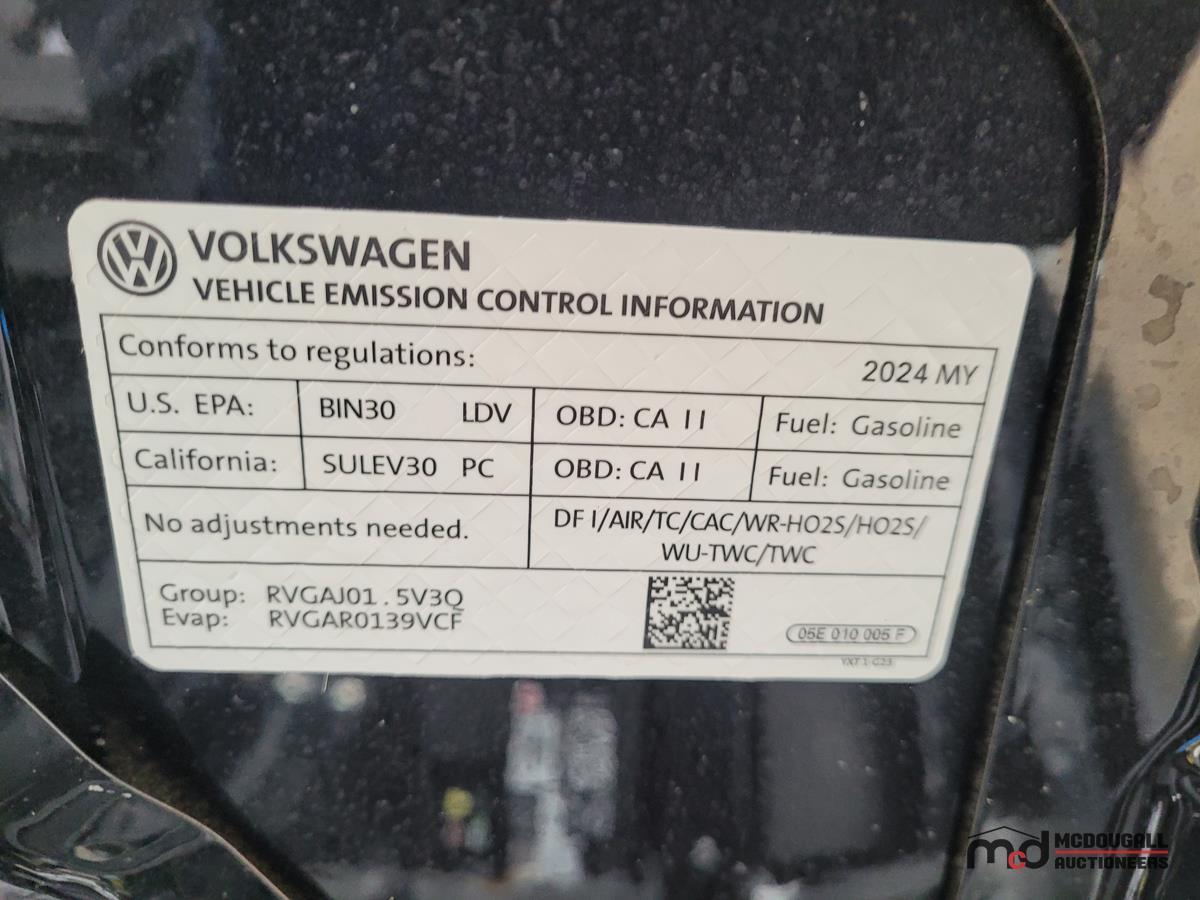 VOLKSWAGEN
VEHICLE EMISSION CONTROL INFORMATION
Conforms to regulations: 2024 MY
U.S. EPA: BIN30 LDV OBD: CA II Fuel: Gasoline
California: SULEV30 PC OBD: CA II Fuel: Gasoline
No adjustments needed. DFI/AIR/TC/CAC/WR-HO2S/HO2S/
WU-TWC/TWC
Group: RVGAJ01.5V3Q
Evap: RVGAR0139VCF
05E 010 005 F
mcd MCDOUGALL
AUCTIONEERS